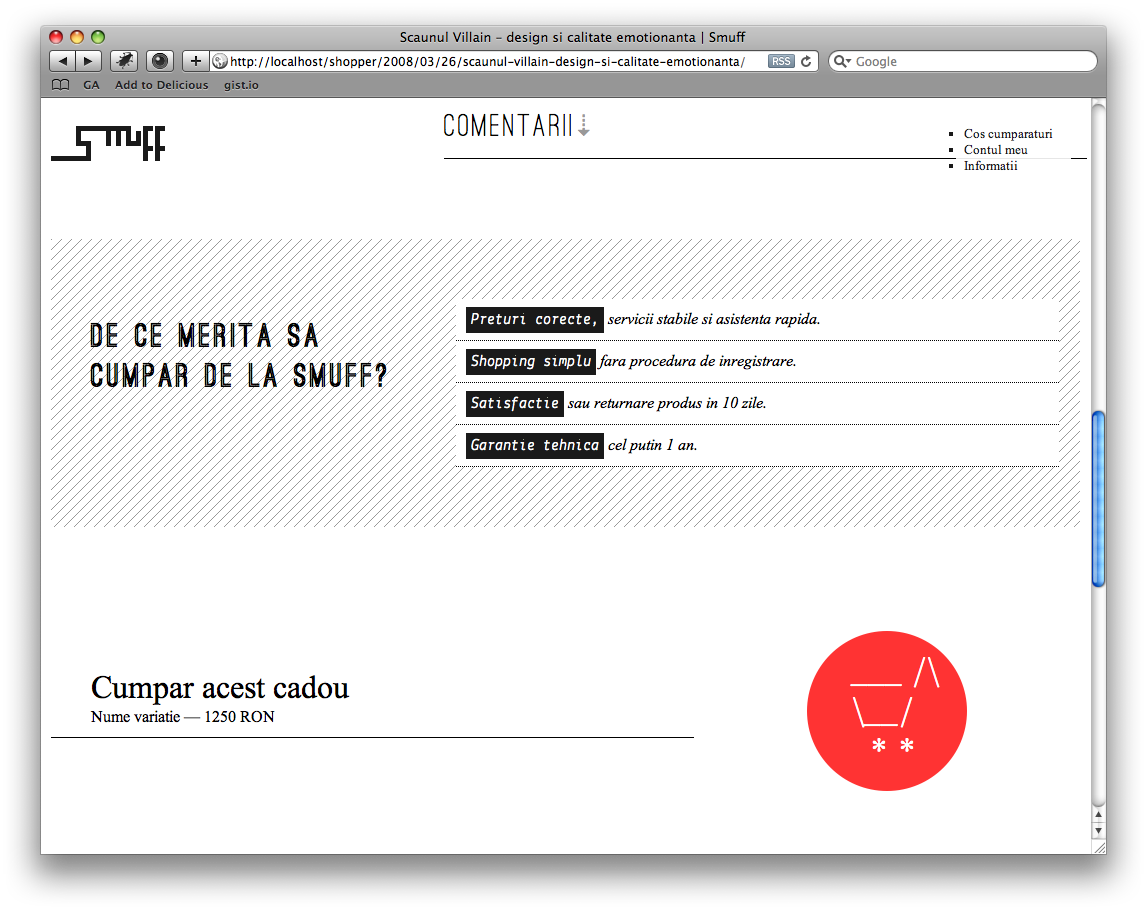 Scaunul Villain – design si calitate emotionanta | Smuff
http://localhost/shopper/2008/03/26/scaunul-villain-design-si-calitate-emotionanta/
RSS
Google
GA
Add to Delicious
gist.io
SMUFF
COMENTARII
Cos cumparaturi
Contul meu
Informatii
DE CE MERITA SA
CUMPAR DE LA SMUFF?
Preturi corecte, servicii stabile si asistenta rapida.
Shopping simplu fara procedura de inregistrare.
Satisfactie sau returnare produs in 10 zile.
Garantie tehnica cel putin 1 an.
Cumpar acest cadou
Nume variatie — 1250 RON